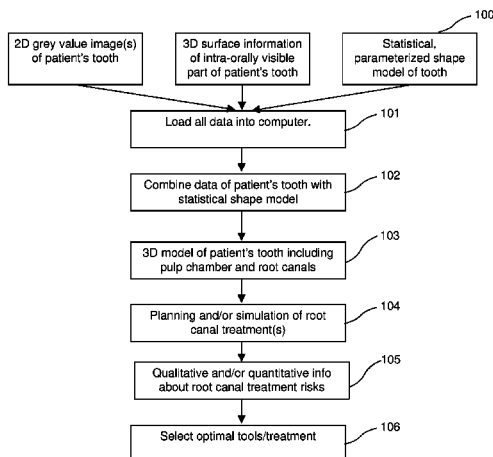 100
2D grey value image(s)
of patient's tooth
3D surface information
of intra-orally visible
part of patient's tooth
Statistical,
parameterized shape
model of tooth
101
Load all data into computer.
102
Combine data of patient's tooth with
statistical shape model
103
3D model of patient's tooth including
pulp chamber and root canals
104
Planning and/or simulation of root
canal treatment(s)
105
Qualitative and/or quantitative info
about root canal treatment risks
106
Select optimal tools/treatment